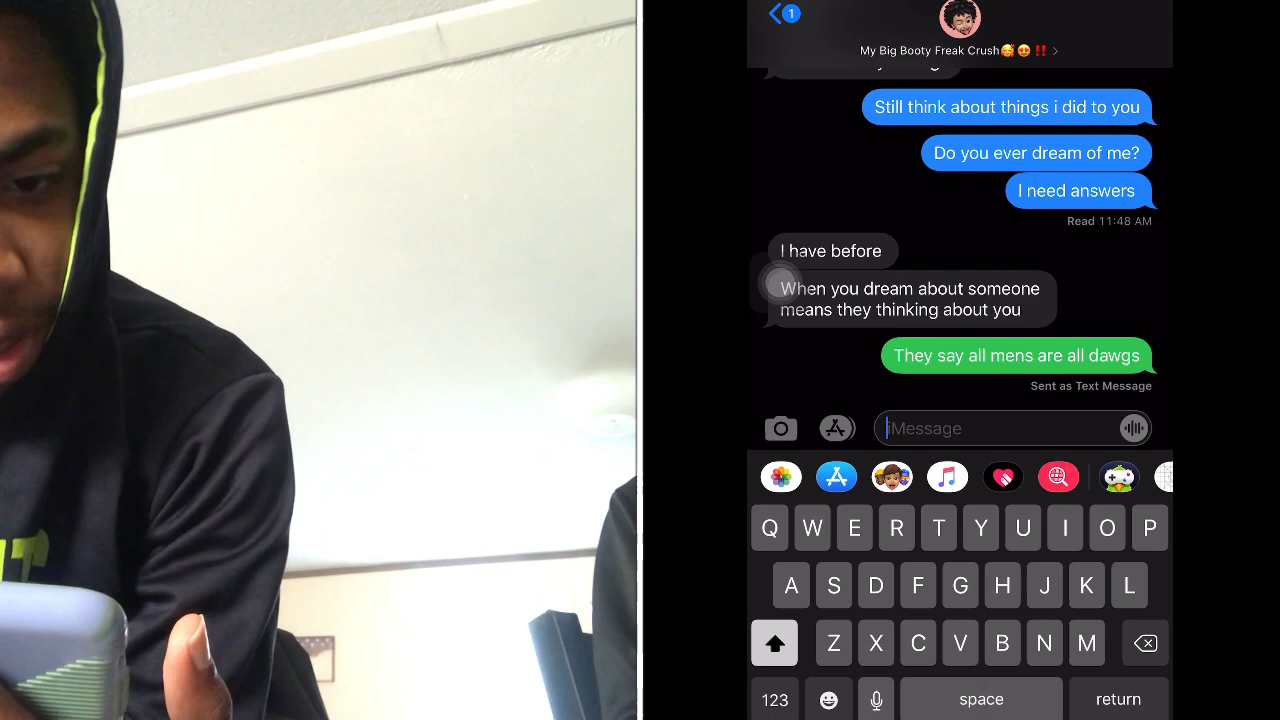 1
My Big Booty Freak Crush🥰😍‼️ >
Still think about things i did to you
Do you ever dream of me?
I need answers
Read 11:48 AM
I have before
When you dream about someone
means they thinking about you
They say all mens are all dawgs
Sent as Text Message
iMessage
Q W E R T Y U I O P
A S D F G H J K L
Z X C V B N M
123 space return